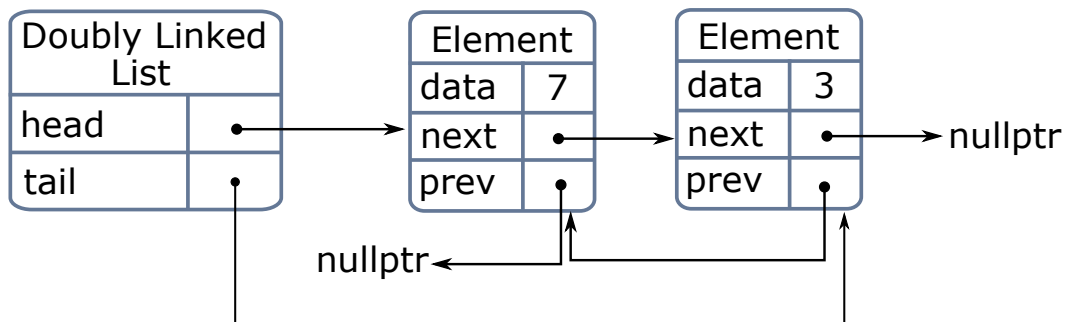 Doubly Linked
List
head
tail
Element
data 7
next
prev
Element
data 3
next
prev
nullptr
nullptr